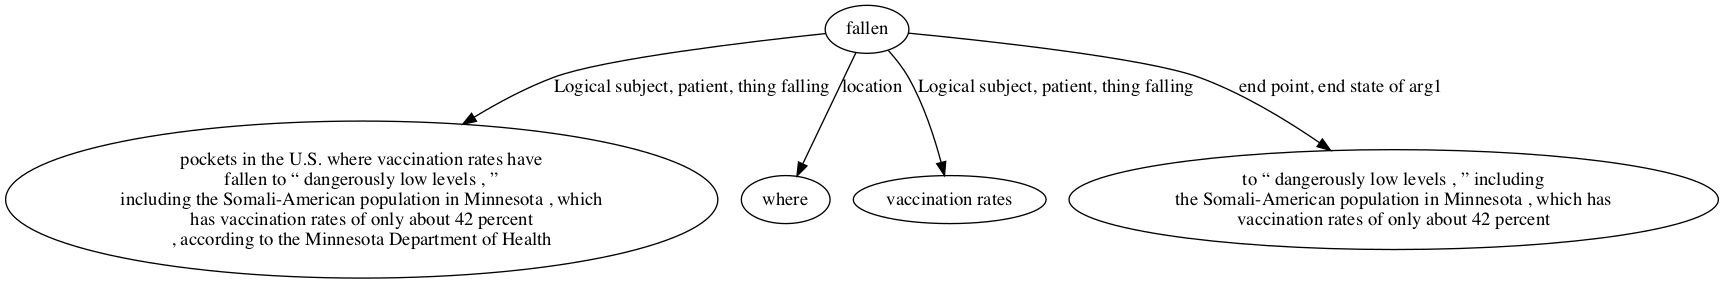 fallen
Logical subject, patient, thing falling
location
Logical subject, patient, thing falling
end point, end state of arg1
pockets in the U.S. where vaccination rates have
fallen to “ dangerously low levels , ”
including the Somali-American population in Minnesota , which
has vaccination rates of only about 42 percent
, according to the Minnesota Department of Health
where
vaccination rates
to “ dangerously low levels , ” including
the Somali-American population in Minnesota , which has
vaccination rates of only about 42 percent